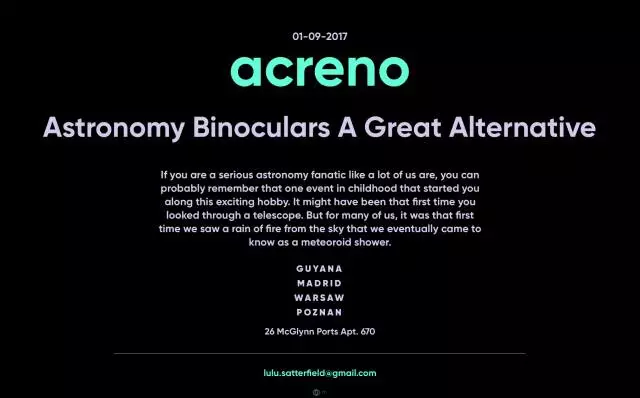 01-09-2017
acreno
Astronomy Binoculars A Great Alternative
If you are a serious astronomy fanatic like a lot of us are, you can
probably remember that one event in childhood that started you
along this exciting hobby. It might have been that first time you
looked through a telescope. But for many of us, it was that first
time we saw a rain of fire from the sky that we eventually came to
know as a meteoroid shower.
GUYANA
MADRID
WARSAW
POZNAN
26 McGlynn Ports Apt. 670
lulu.satterfield@gmail.com